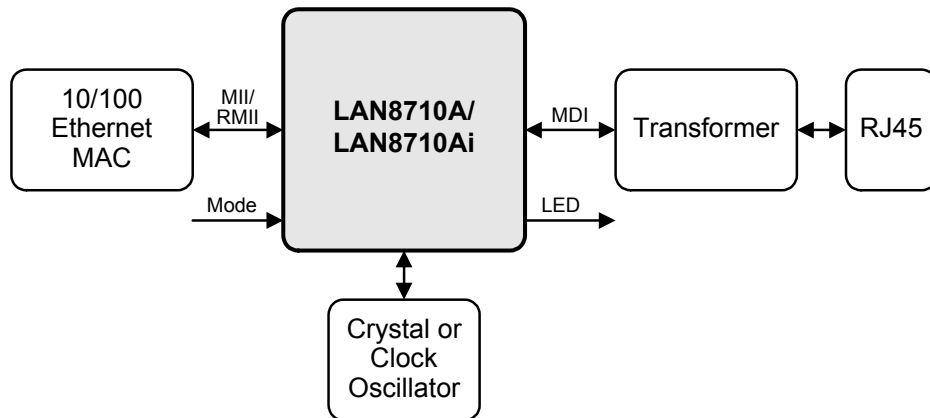 10/100
Ethernet
MAC
MII/
RMII
Mode
LAN8710A/
LAN8710Ai
MDI
LED
Transformer
RJ45
Crystal or
Clock
Oscillator